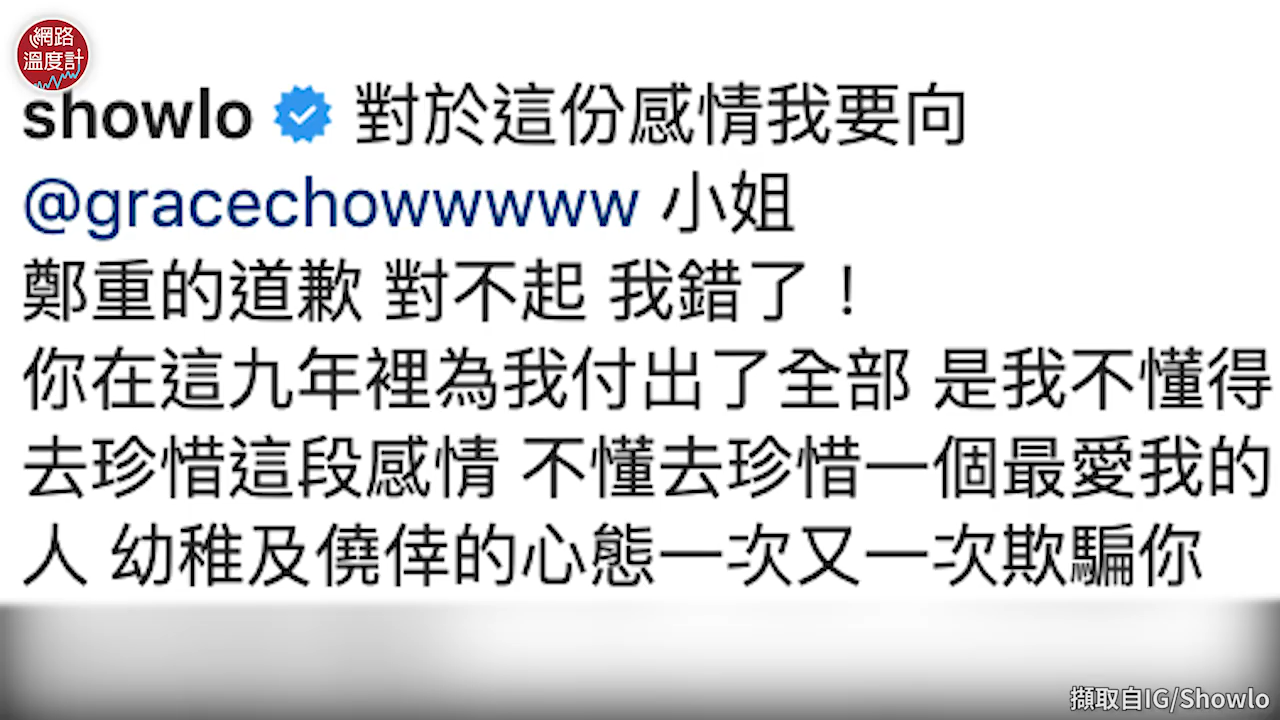 網路
溫度計
showlo 對於這份感情我要向
@gracechowwwww 小姐
鄭重的道歉 對不起 我錯了！
你在這九年裡為我付出了全部 是我不懂得
去珍惜這段感情 不懂去珍惜一個最愛我的
人 幼稚及僥倖的心態一次又一次欺騙你
擷取自IG/Showlo